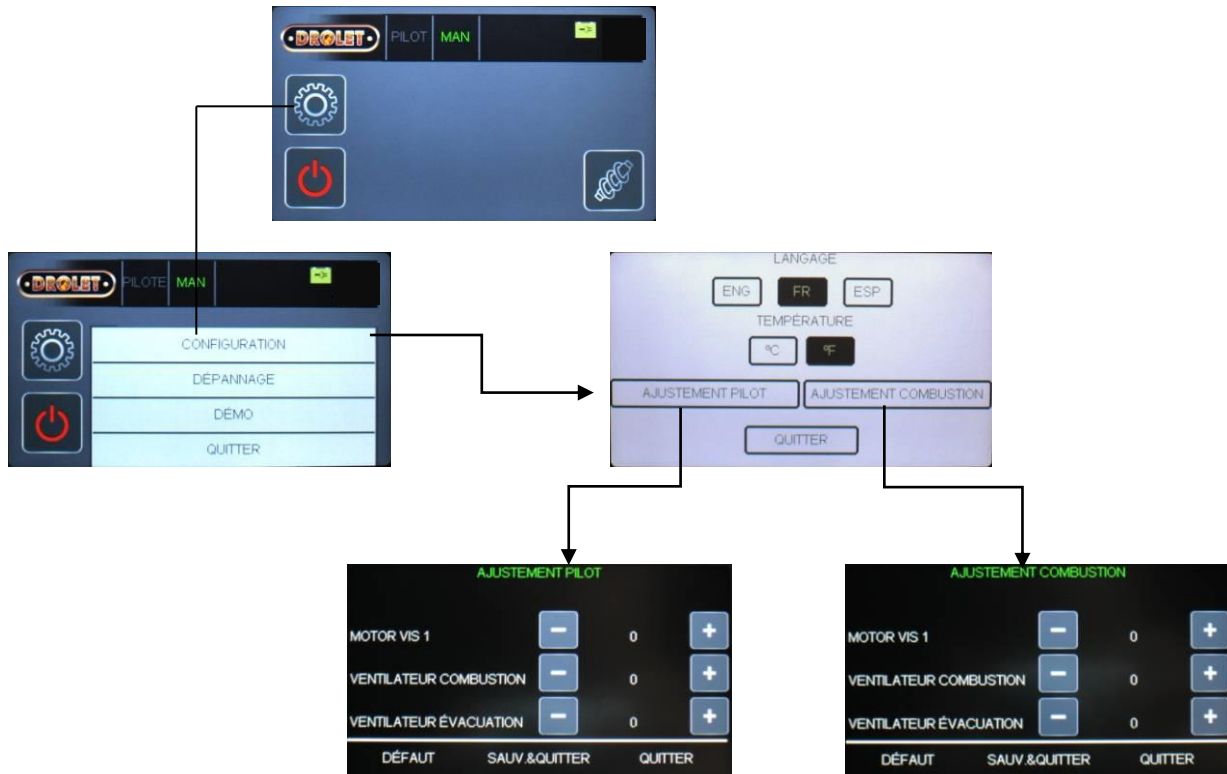 DROLET PILOT MAN
DROLET PILOTE MAN
CONFIGURATION
DÉPANNAGE
DÉMO
QUITTER
LANGAGE
ENG FR ESP
TEMPÉRATURE
ºC ºF
AJUSTEMENT PILOT AJUSTEMENT COMBUSTION
QUITTER
AJUSTEMENT PILOT
MOTOR VIS 1 − 0 +
VENTILATEUR COMBUSTION − 0 +
VENTILATEUR ÉVACUATION − 0 +
DÉFAUT SAUV.&QUITTER QUITTER
AJUSTEMENT COMBUSTION
MOTOR VIS 1 − 0 +
VENTILATEUR COMBUSTION − 0 +
VENTILATEUR ÉVACUATION − 0 +
DÉFAUT SAUV.&QUITTER QUITTER